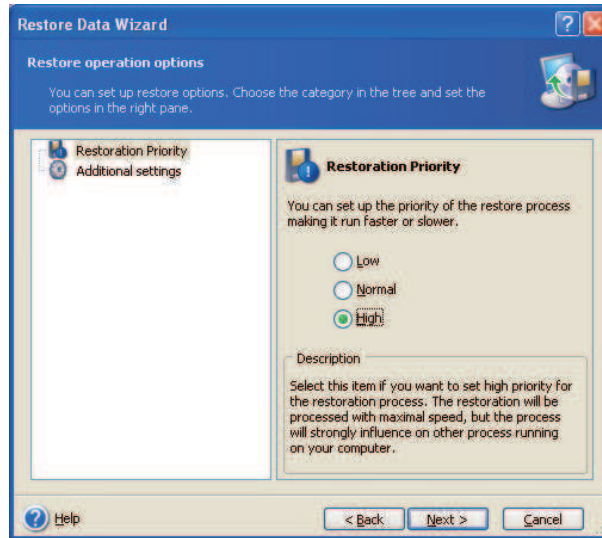 Restore Data Wizard
Restore operation options
You can set up restore options. Choose the category in the tree and set the
options in the right pane.
Restoration Priority
Additional settings
Restoration Priority
You can set up the priority of the restore process
making it run faster or slower.
Low
Normal
High
Description
Select this item if you want to set high priority for
the restoration process. The restoration will be
processed with maximal speed, but the process
will strongly influence on other process running
on your computer.
Help
< Back
Next >
Cancel